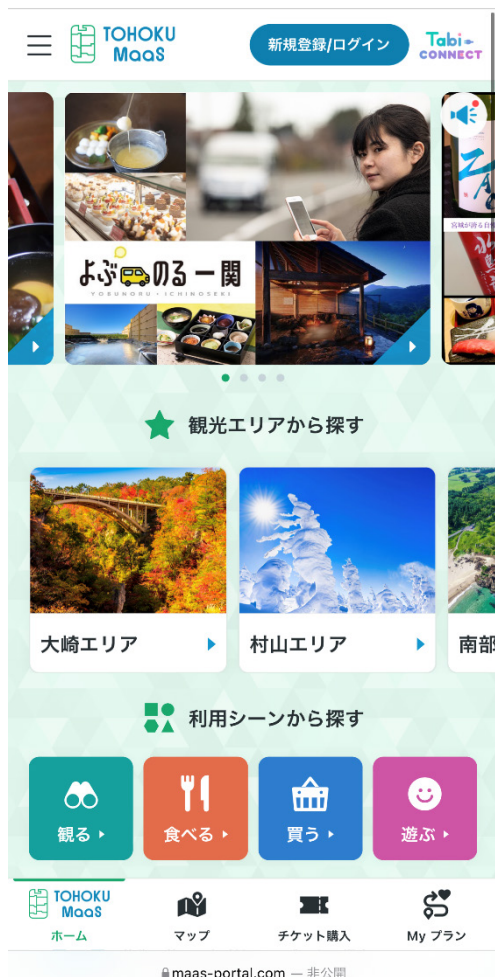 TOHOKU
MaaS
新規登録/ログイン
Tabi-
CONNECT
よぶのる一関
YOBUNORU・ICHINOSEKI
観光エリアから探す
大崎エリア
村山エリア
南部
利用シーンから探す
観る
食べる
買う
遊ぶ
TOHOKU
MaaS
ホーム
マップ
チケット購入
My プラン
maas-portal.com — 非公開